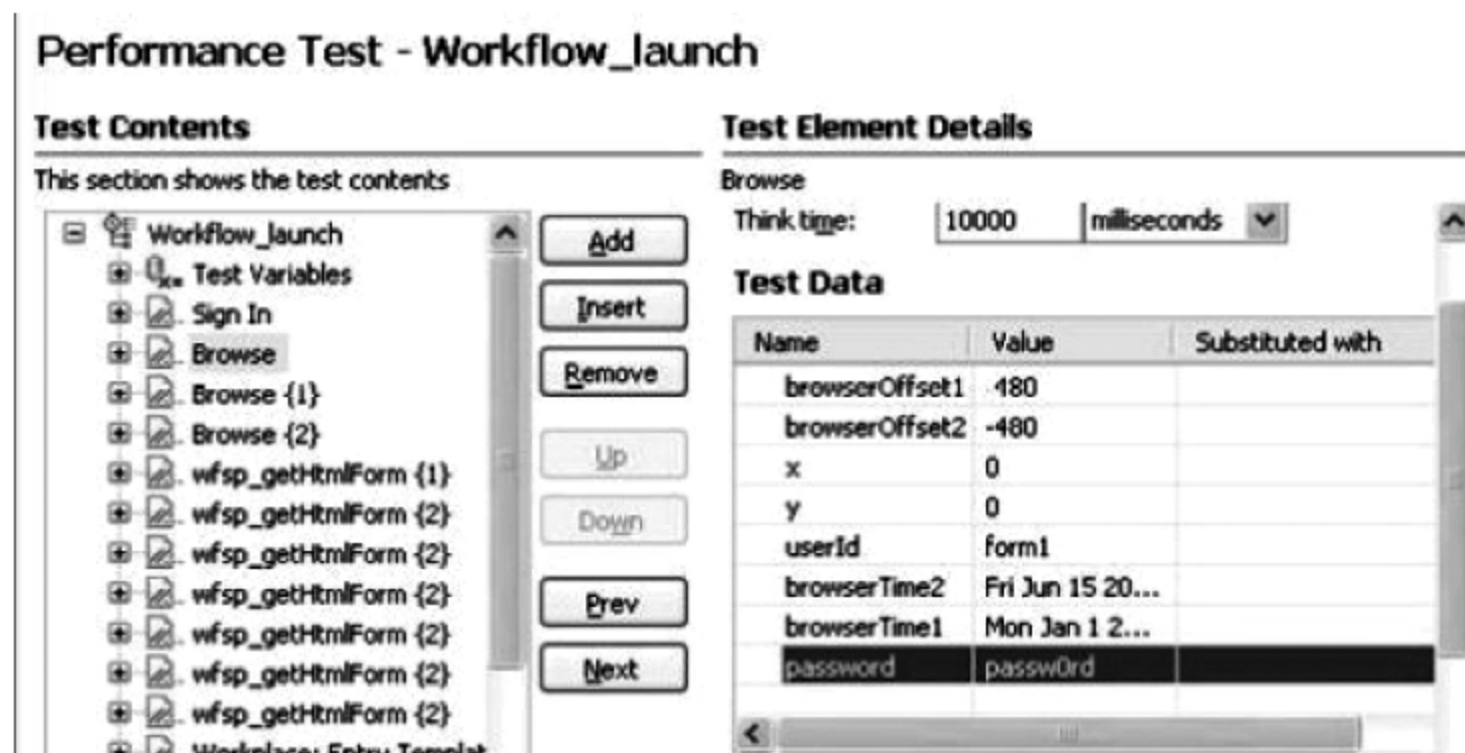 Performance Test - Workflow_launch
Test Contents
This section shows the test contents
Workflow_launch
Test Variables
Sign In
Browse
Browse {1}
Browse {2}
wfsp_getHtmlForm {1}
wfsp_getHtmlForm {2}
wfsp_getHtmlForm {2}
wfsp_getHtmlForm {2}
wfsp_getHtmlForm {2}
wfsp_getHtmlForm {2}
wfsp_getHtmlForm {2}
Workplace: Entry Templat
Add
Insert
Remove
Up
Down
Prev
Next
Test Element Details
Browse
Think time: 10000 milliseconds
Test Data
Name Value Substituted with
browserOffset1 480
browserOffset2 -480
x 0
y 0
userId form1
browserTime2 Fri Jun 15 20...
browserTime1 Mon Jan 1 2...
password passw0rd